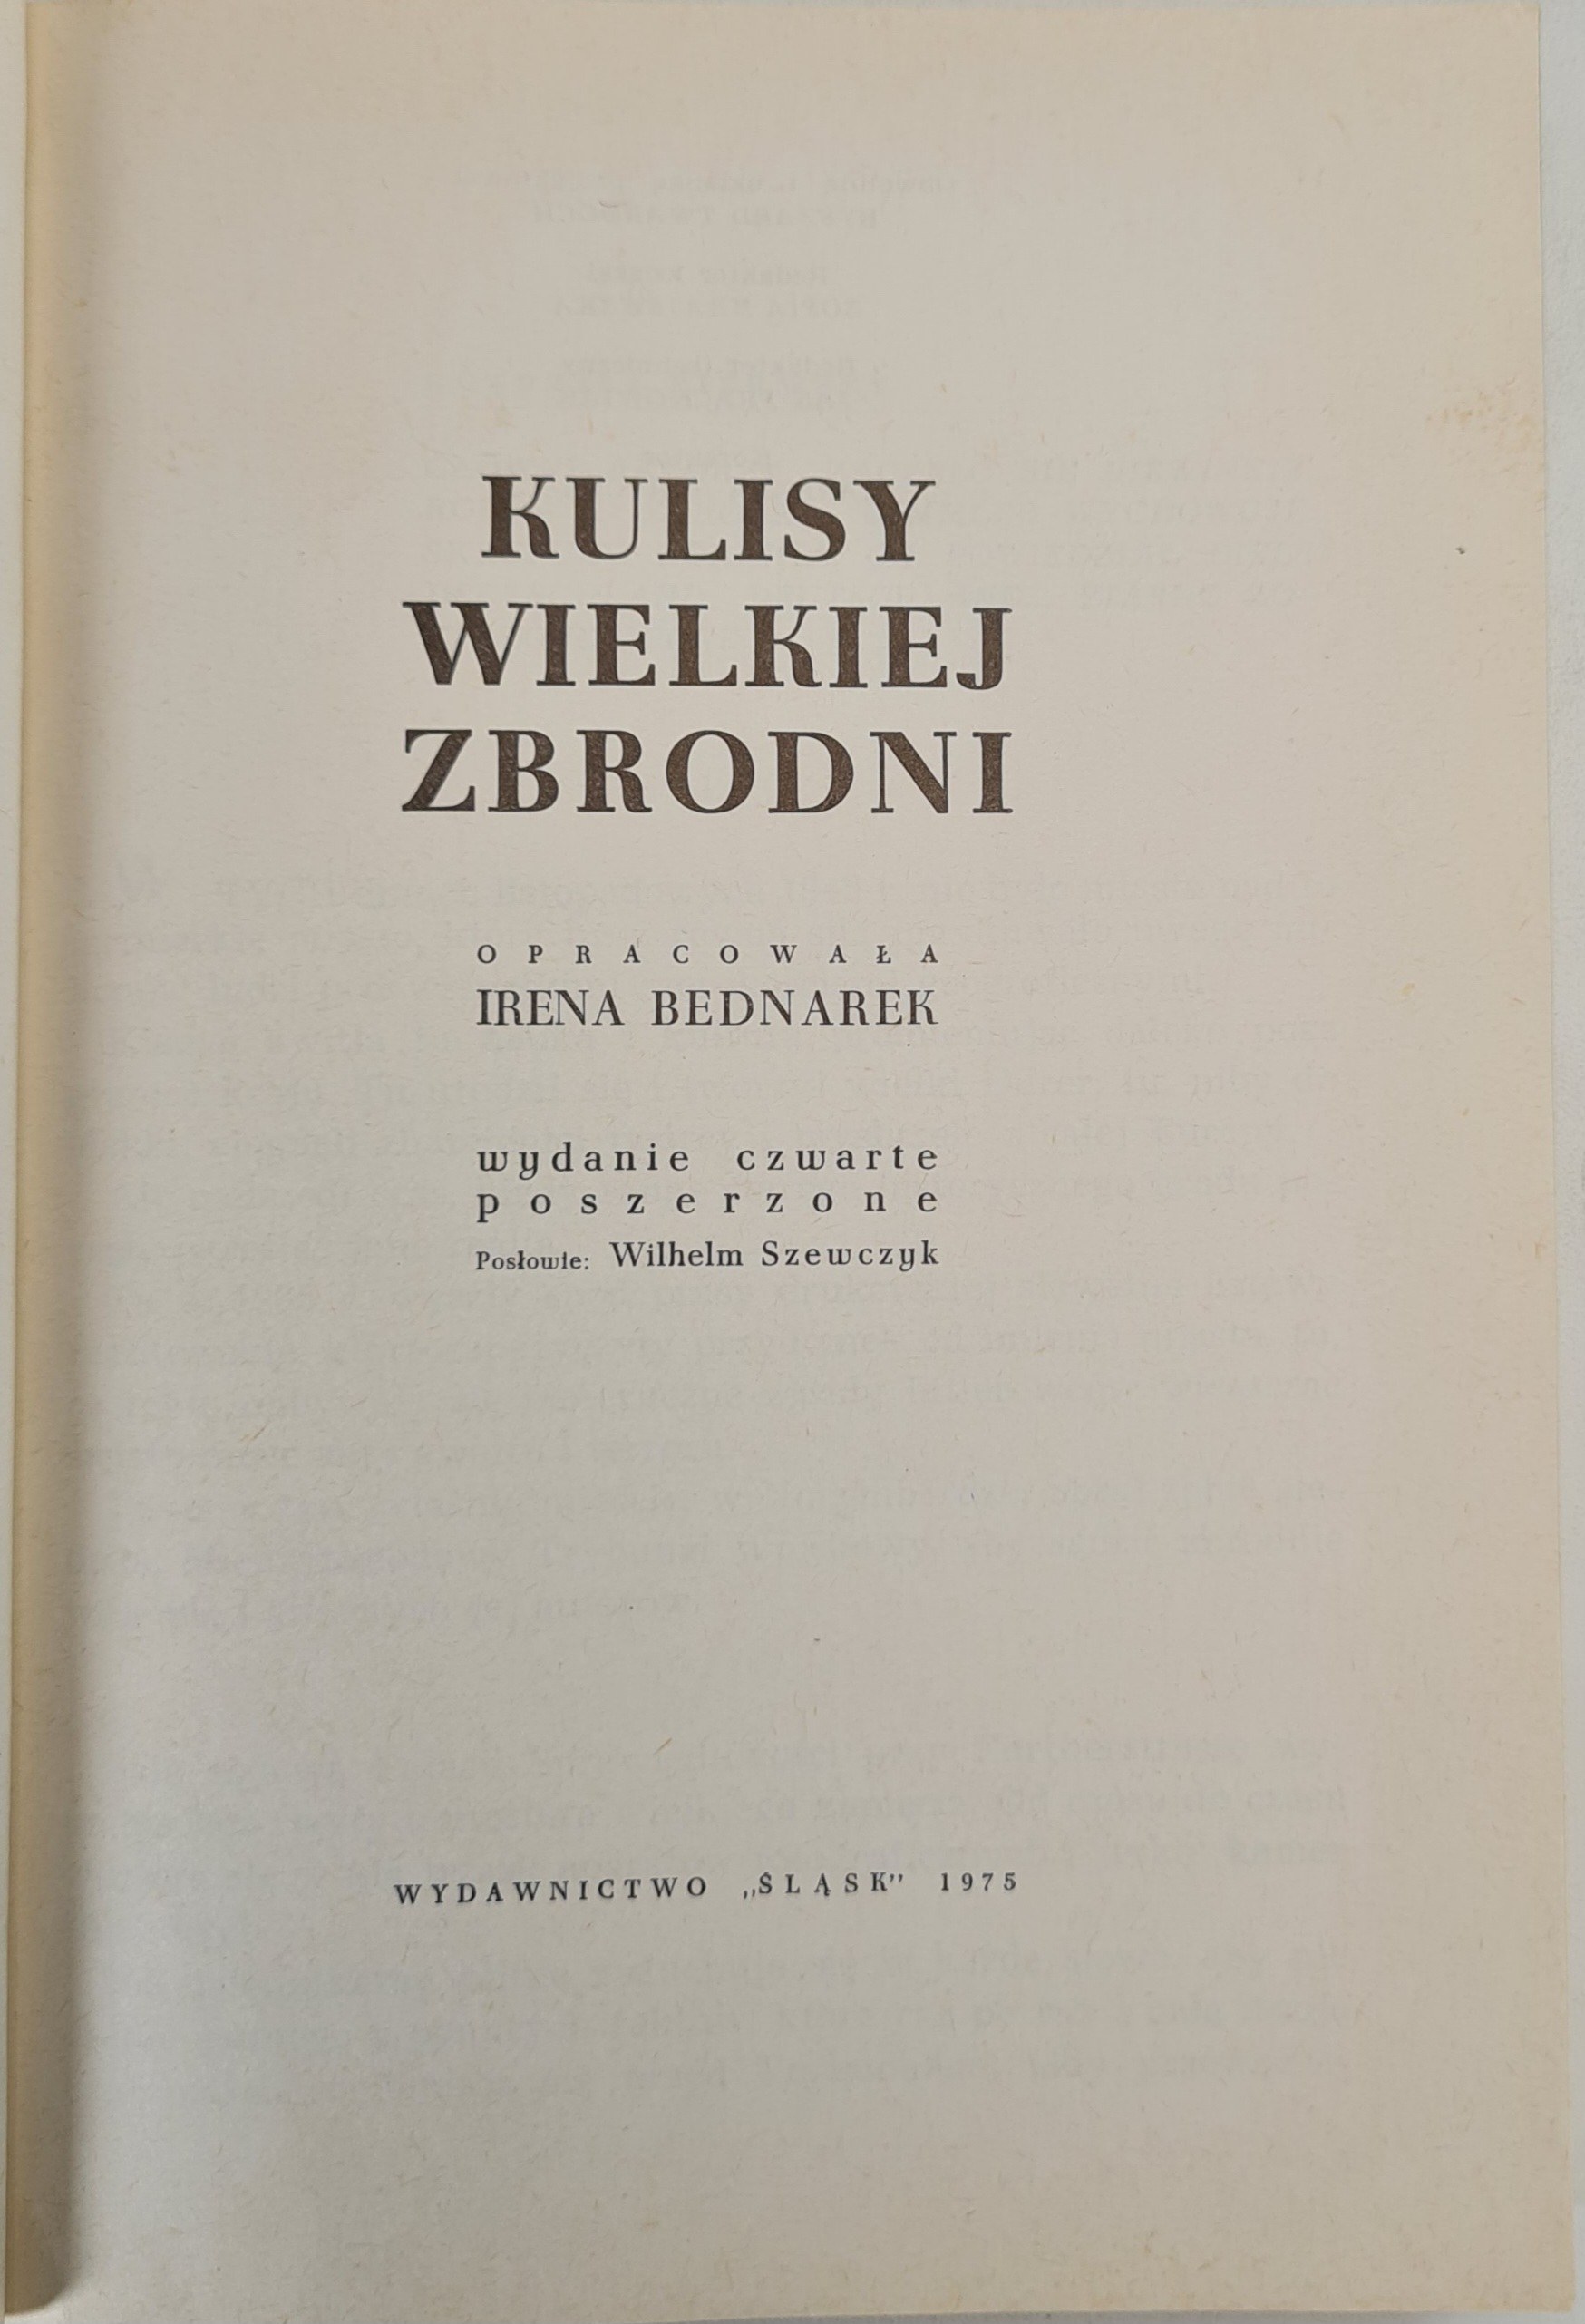 KULISY
WIELKIEJ
ZBRODNI
OPRACOWAŁA
IRENA BEDNAREK
wydanie czwarte
poszerzone
Posłowie: Wilhelm Szewczyk
WYDAWNICTWO „ŚLĄSK” 1975